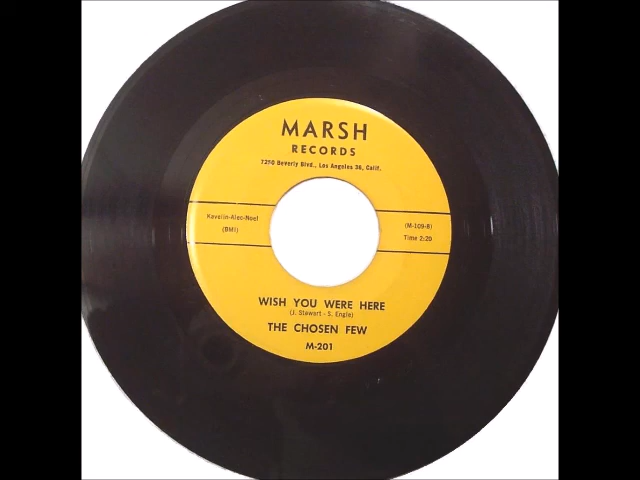 MARSH
RECORDS
7290 Beverly Blvd., Los Angeles 36, Calif.
Kavelin-Alec-Noel
(BMI)
(M-109-B)
Time 2:20
WISH YOU WERE HERE
(J. Stewart - S. Engle)
THE CHOSEN FEW
M-201